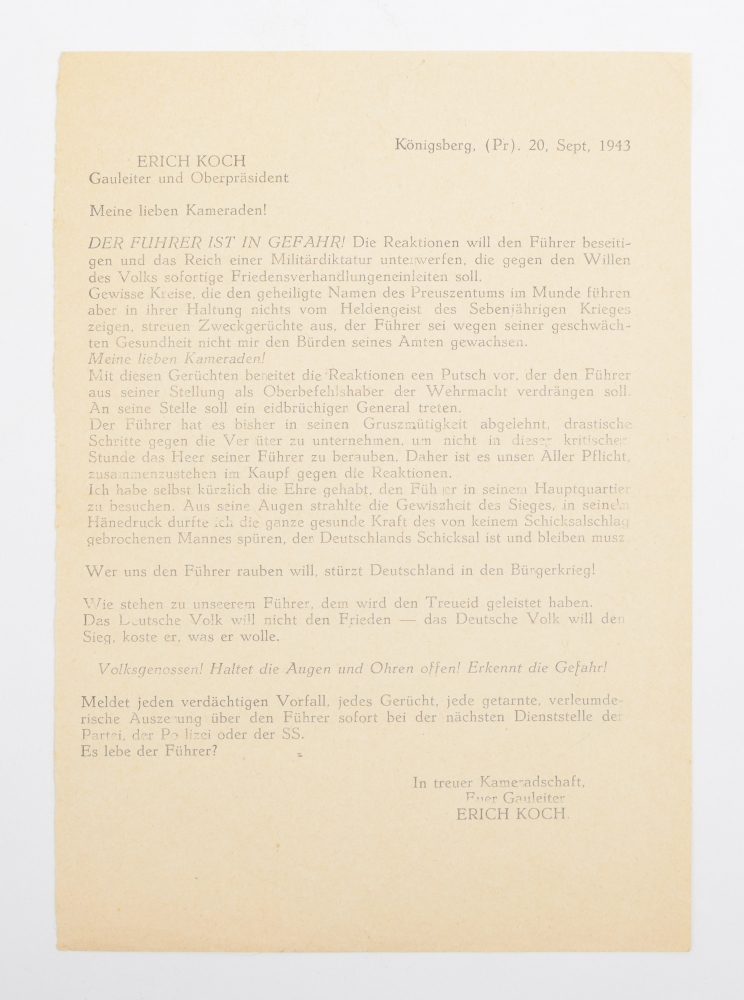 Königsberg, (Pr). 20, Sept, 1943
ERICH KOCH
Gauleiter und Oberpräsident
Meine lieben Kameraden!
DER FUHRER IST IN GEFAHR! Die Reaktionen will den Führer beseiti-
gen und das Reich einer Militärdiktatur unterwerfen, die gegen den Willen
des Volks sofortige Friedensverhandlungeneinleiten soll.
Gewisse Kreise, die den geheiligte Namen des Preuszentums im Munde führen
aber in ihrer Haltung nichts vom Heldengeist des Sebenjährigen Krieges
zeigen, streuen Zweckgerüchte aus, der Führer sei wegen seiner geschwäch-
ten Gesundheit nicht mir den Bürden seines Amten gewachsen.
Meine lieben Kameraden!
Mit diesen Gerüchten bereitet die Reaktionen een Putsch vor, der den Führer
aus seiner Stellung als Oberbefehlshaber der Wehrmacht verdrängen soll.
An seine Stelle soll ein eidbrüchiger General treten.
Der Führer hat es bisher in seinen Gruszmütigkeit abgelehnt, drastische
Schritte gegen die Ver äter zu unternehmen, um nicht in dieser kritischen
Stunde das Heer seiner Führer zu berauben. Daher ist es unser Aller Pflicht,
zusammenzustehen im Kaupf gegen die Reaktionen.
Ich habe selbst kürzlich die Ehre gehabt, den Füh er in seinem Hauptquartier
zu besuchen. Aus seine Augen strahlte die Gewiszheit des Sieges, in seinem
Hänedruck durfte ich die ganze gesunde Kraft des von keinem Schicksalschlag
gebrochenen Mannes spüren, der Deutschlands Schicksal ist und bleiben musz.
Wer uns den Führer rauben will, stürzt Deutschland in den Bürgerkrieg!
Wie stehen zu unseerem Führer, dem wird den Treueid geleistet haben.
Das Deutsche Volk will nicht den Frieden — das Deutsche Volk will den
Sieg, koste er, was er wolle.
Volksgenossen! Haltet die Augen und Ohren offen! Erkennt die Gefahr!
Meldet jeden verdächtigen Vorfall, jedes Gerücht, jede getarnte, verleumde-
rische Auszerung über den Führer sofort bei der nächsten Dienststelle der
Partei, der Po lizei oder der SS.
Es lebe der Führer?
In treuer Kameradschaft,
Euer Gauleiter
ERICH KOCH.